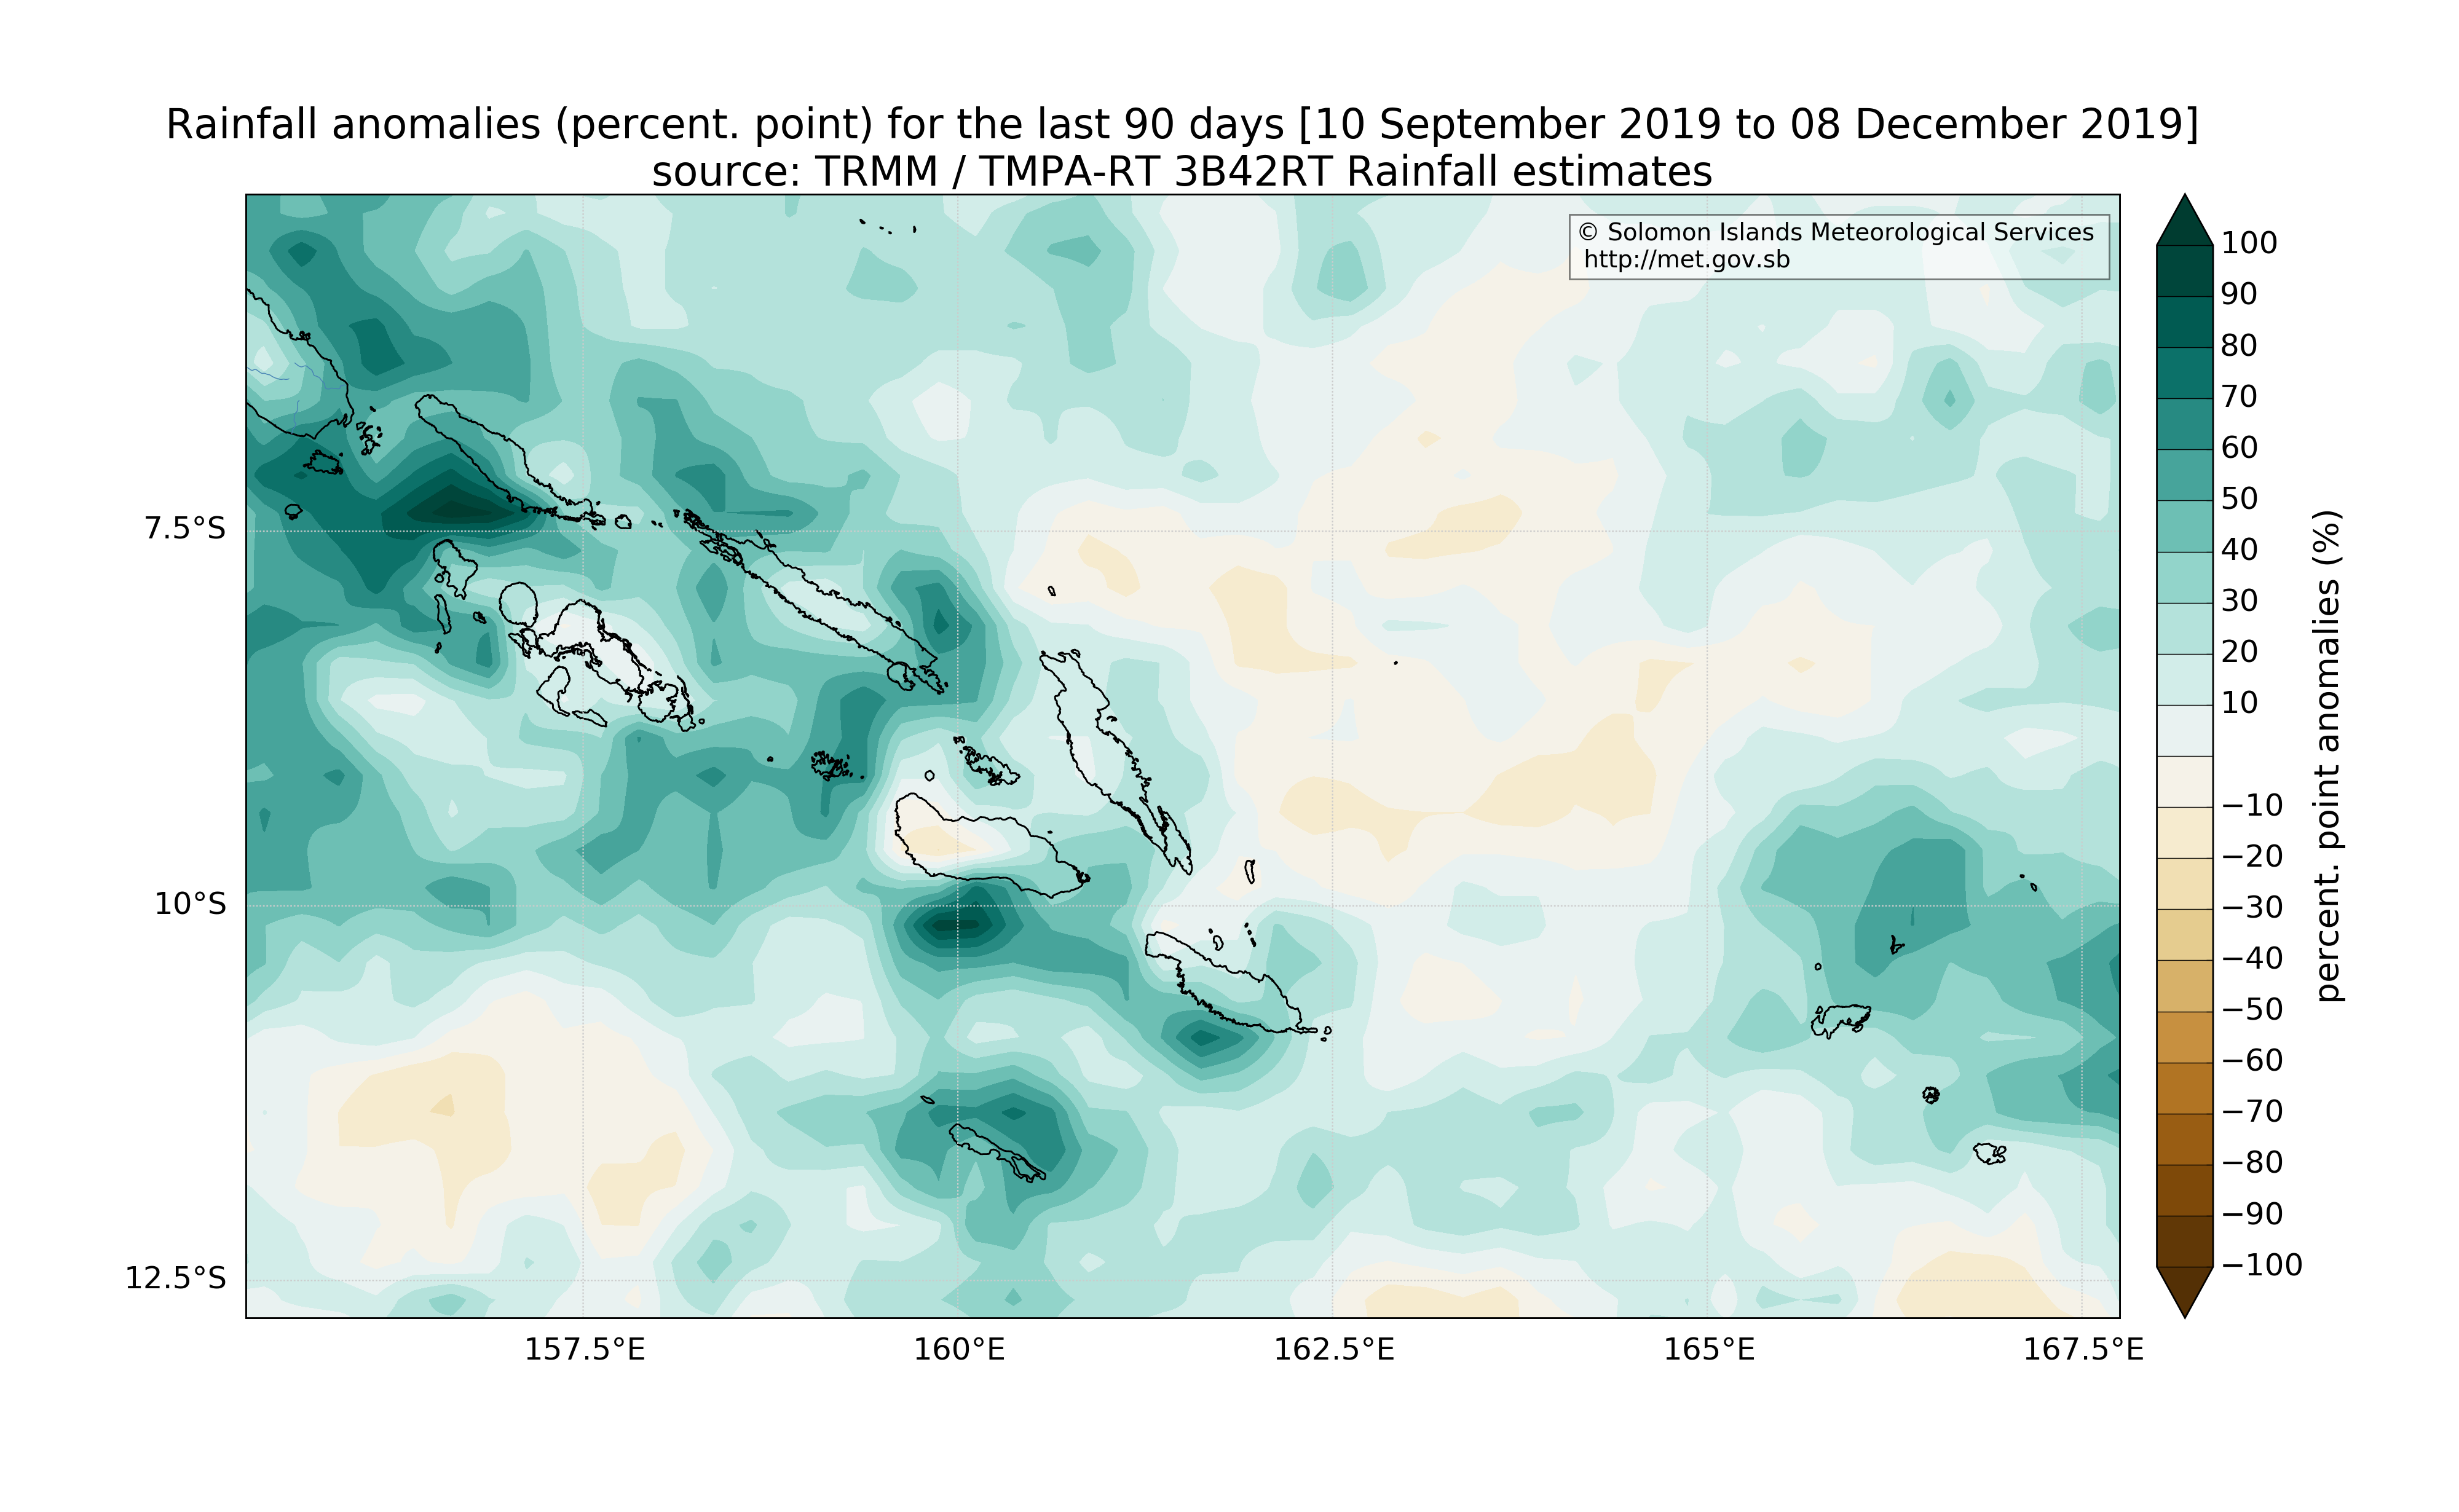 Rainfall anomalies (percent. point) for the last 90 days [10 September 2019 to 08 December 2019]
source: TRMM / TMPA-RT 3B42RT Rainfall estimates
© Solomon Islands Meteorological Services
http://met.gov.sb
7.5°S
10°S
12.5°S
157.5°E
160°E
162.5°E
165°E
167.5°E
100
90
80
70
60
50
40
30
20
10
−10
−20
−30
−40
−50
−60
−70
−80
−90
−100
percent. point anomalies (%)